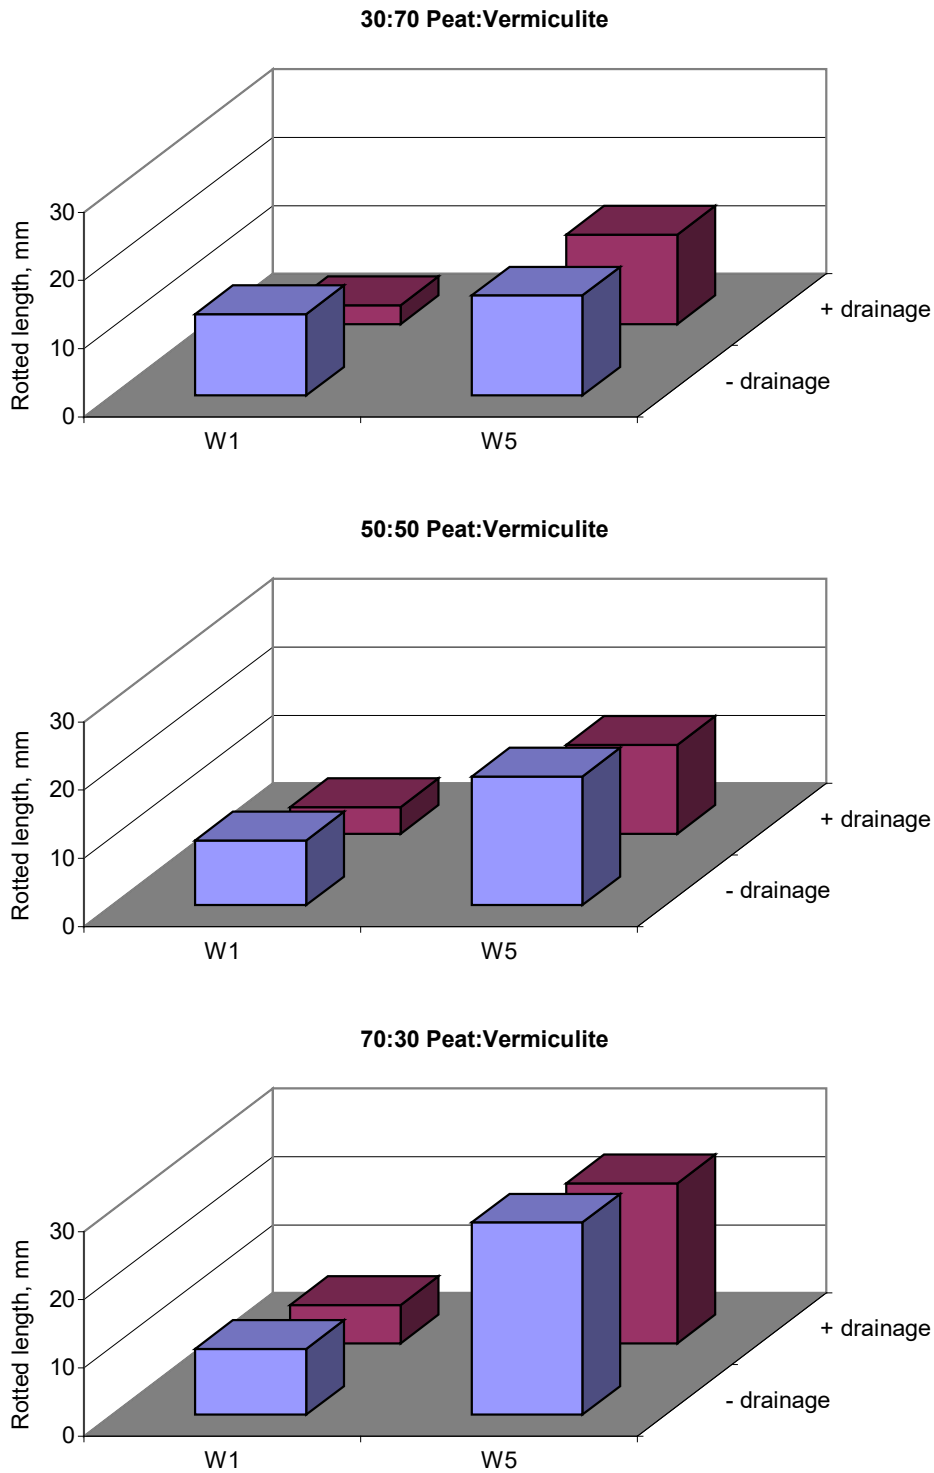 30:70 Peat:Vermiculite
Rotted length, mm
30
20
10
0
W1
W5
- drainage
+ drainage
50:50 Peat:Vermiculite
Rotted length, mm
30
20
10
0
W1
W5
- drainage
+ drainage
70:30 Peat:Vermiculite
Rotted length, mm
30
20
10
0
W1
W5
- drainage
+ drainage